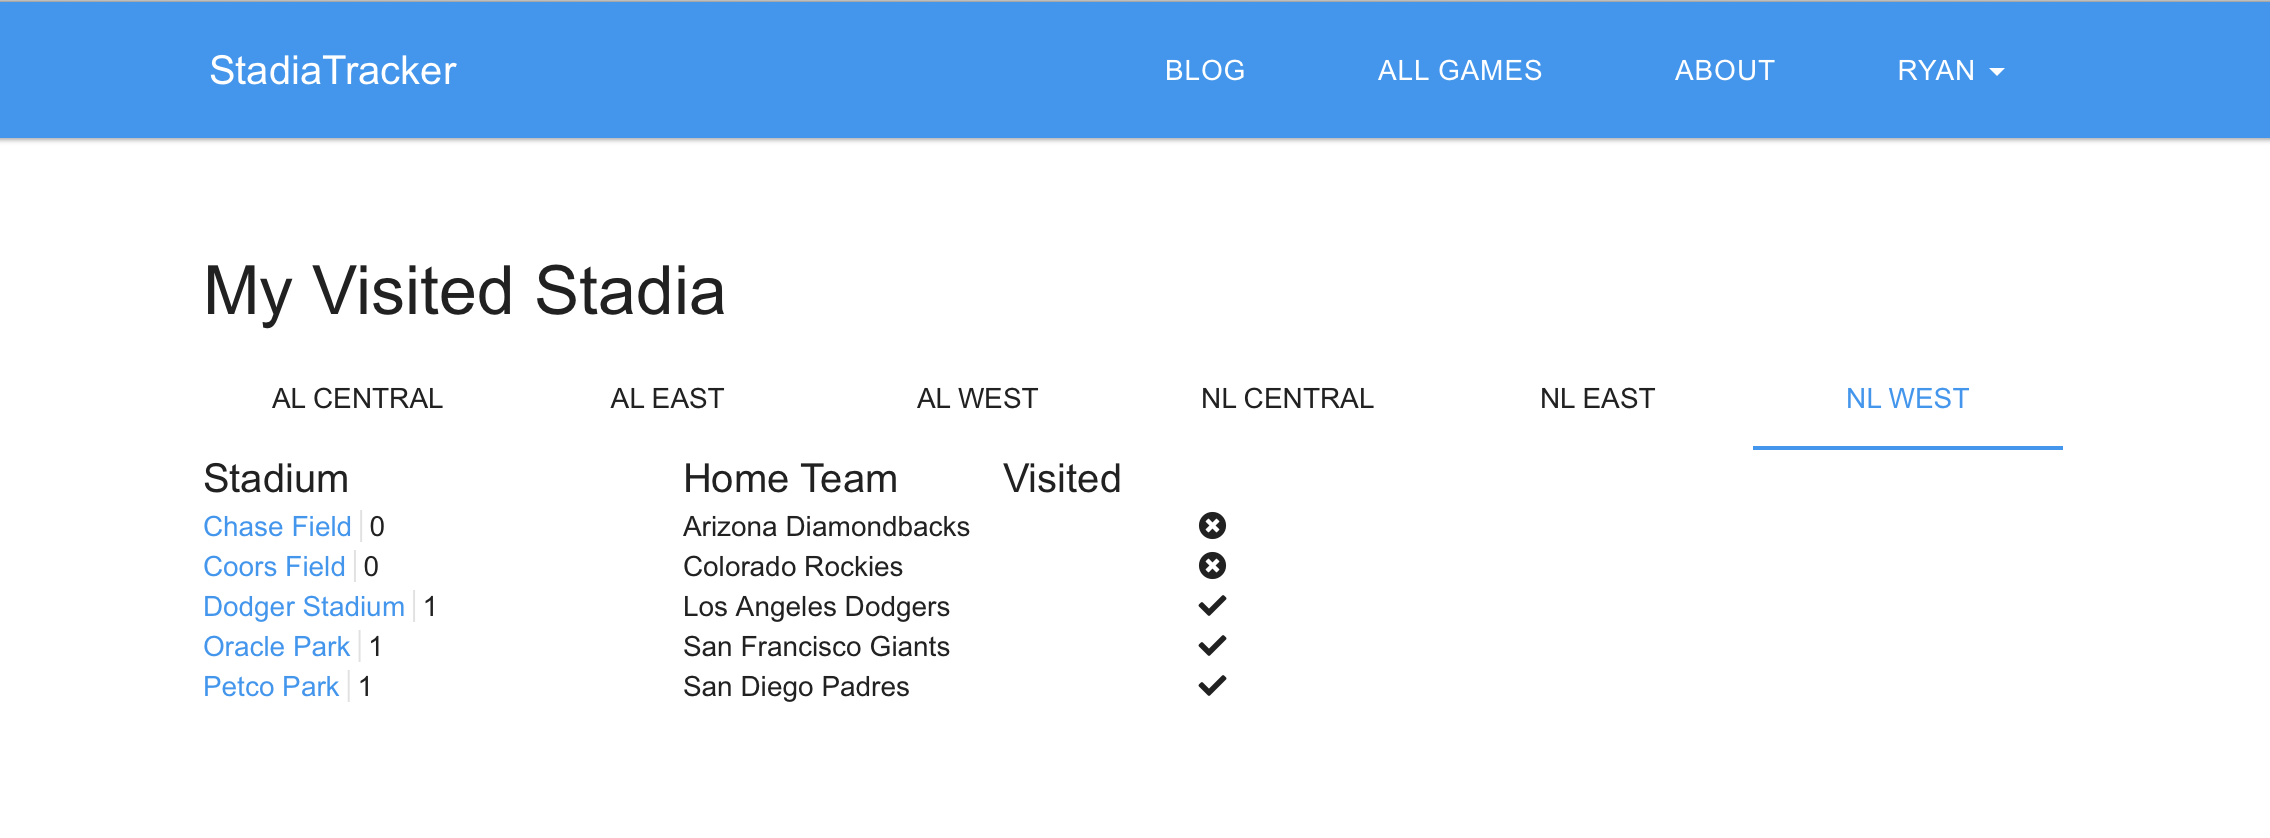 StadiaTracker BLOG ALL GAMES ABOUT RYAN
My Visited Stadia
AL CENTRAL AL EAST AL WEST NL CENTRAL NL EAST NL WEST
Stadium Home Team Visited
Chase Field 0 Arizona Diamondbacks
Coors Field 0 Colorado Rockies
Dodger Stadium 1 Los Angeles Dodgers
Oracle Park 1 San Francisco Giants
Petco Park 1 San Diego Padres